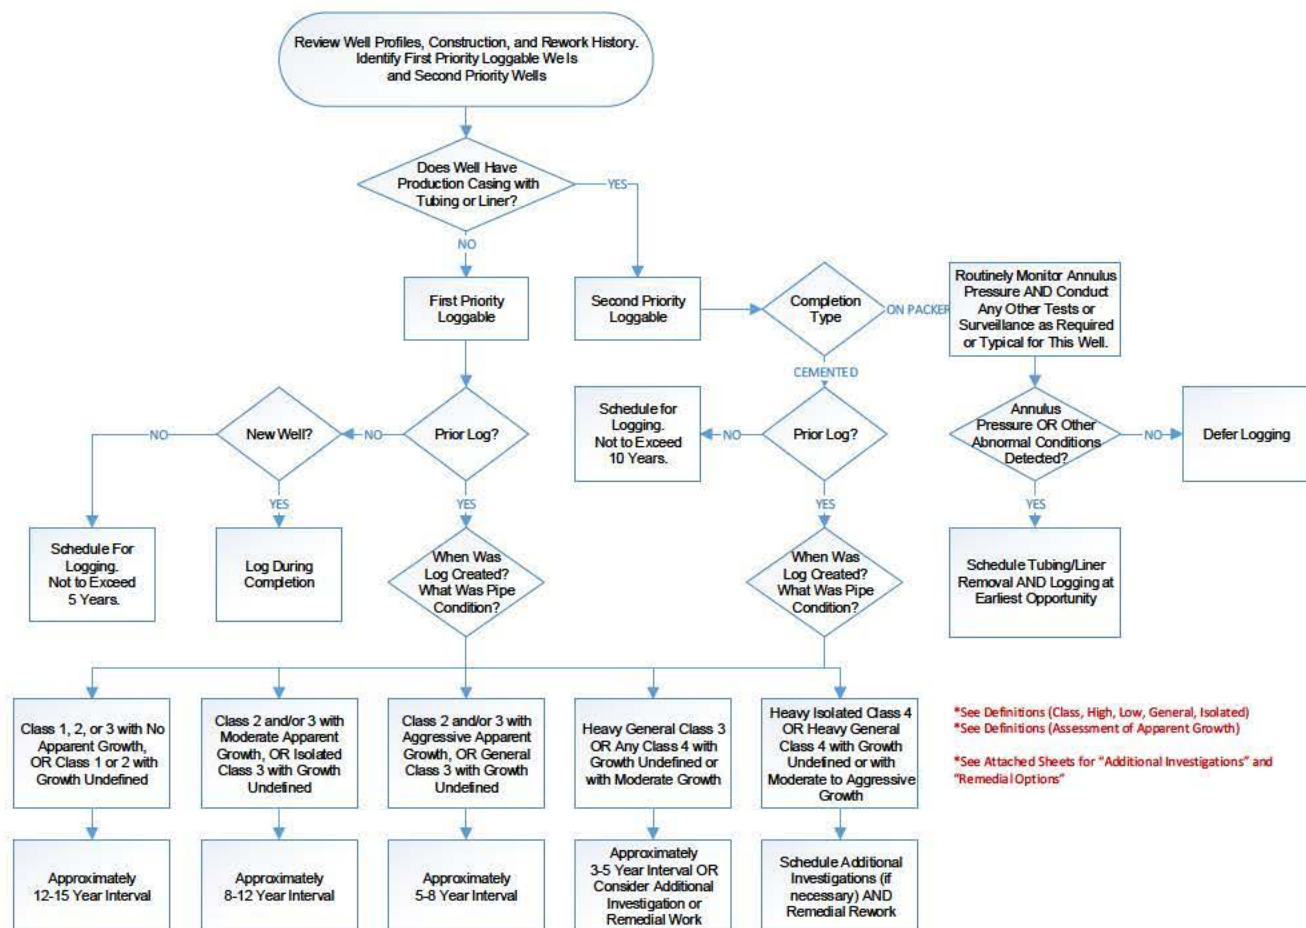 Review Well Profiles, Construction, and Rework History.
Identify First Priority Loggable We ls
and Second Priority Wells
Does Well Have
Production Casing with
Tubing or Liner?
YES
NO
First Priority
Loggable
Second Priority
Loggable
Completion
Type
ON PACKER
Routinely Monitor Annulus
Pressure AND Conduct
Any Other Tests or
Surveillance as Required
or Typical for This Well.
CEMENTED
NO
New Well?
NO
Prior Log?
Schedule for
Logging.
Not to Exceed
10 Years.
NO
Prior Log?
Annulus
Pressure OR Other
Abnormal Conditions
Detected?
NO
Defer Logging
YES
YES
YES
YES
Schedule For
Logging.
Not to Exceed
5 Years.
Log During
Completion
When Was
Log Created?
What Was Pipe
Condition?
When Was
Log Created?
What Was Pipe
Condition?
Schedule Tubing/Liner
Removal AND Logging at
Earliest Opportunity
Class 1, 2, or 3 with No
Apparent Growth,
OR Class 1 or 2 with
Growth Undefined
Class 2 and/or 3 with
Moderate Apparent
Growth, OR Isolated
Class 3 with Growth
Undefined
Class 2 and/or 3 with
Aggressive Apparent
Growth, OR General
Class 3 with Growth
Undefined
Heavy General Class 3
OR Any Class 4 with
Growth Undefined or
with Moderate Growth
Heavy Isolated Class 4
OR Heavy General
Class 4 with Growth
Undefined or with
Moderate to Aggressive
Growth
*See Definitions (Class, High, Low, General, Isolated)
*See Definitions (Assessment of Apparent Growth)
*See Attached Sheets for "Additional Investigations" and
"Remedial Options"
Approximately
12-15 Year Interval
Approximately
8-12 Year Interval
Approximately
5-8 Year Interval
Approximately
3-5 Year Interval OR
Consider Additional
Investigation or
Remedial Work
Schedule Additional
Investigations (if
necessary) AND
Remedial Rework